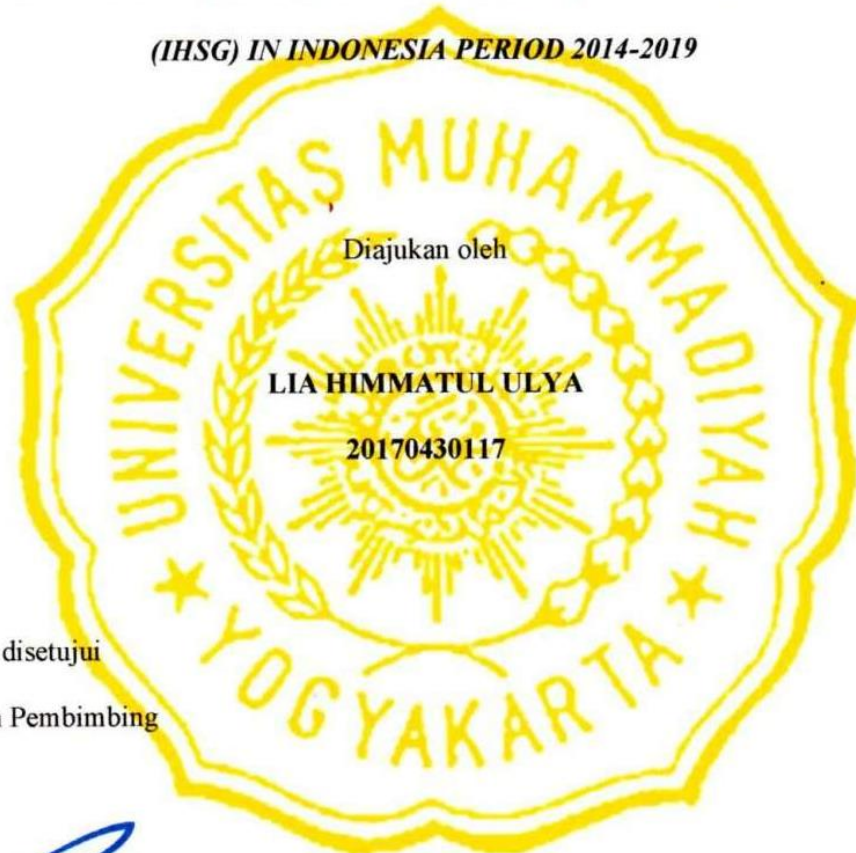 (IHSG) IN INDONESIA PERIOD 2014-2019
UNIVERSITAS MUHAMMADIYAH
Diajukan oleh
LIA HIMMATUL ULYA
20170430117
★ YOGYAKARTA ★
disetujui
Pembimbing